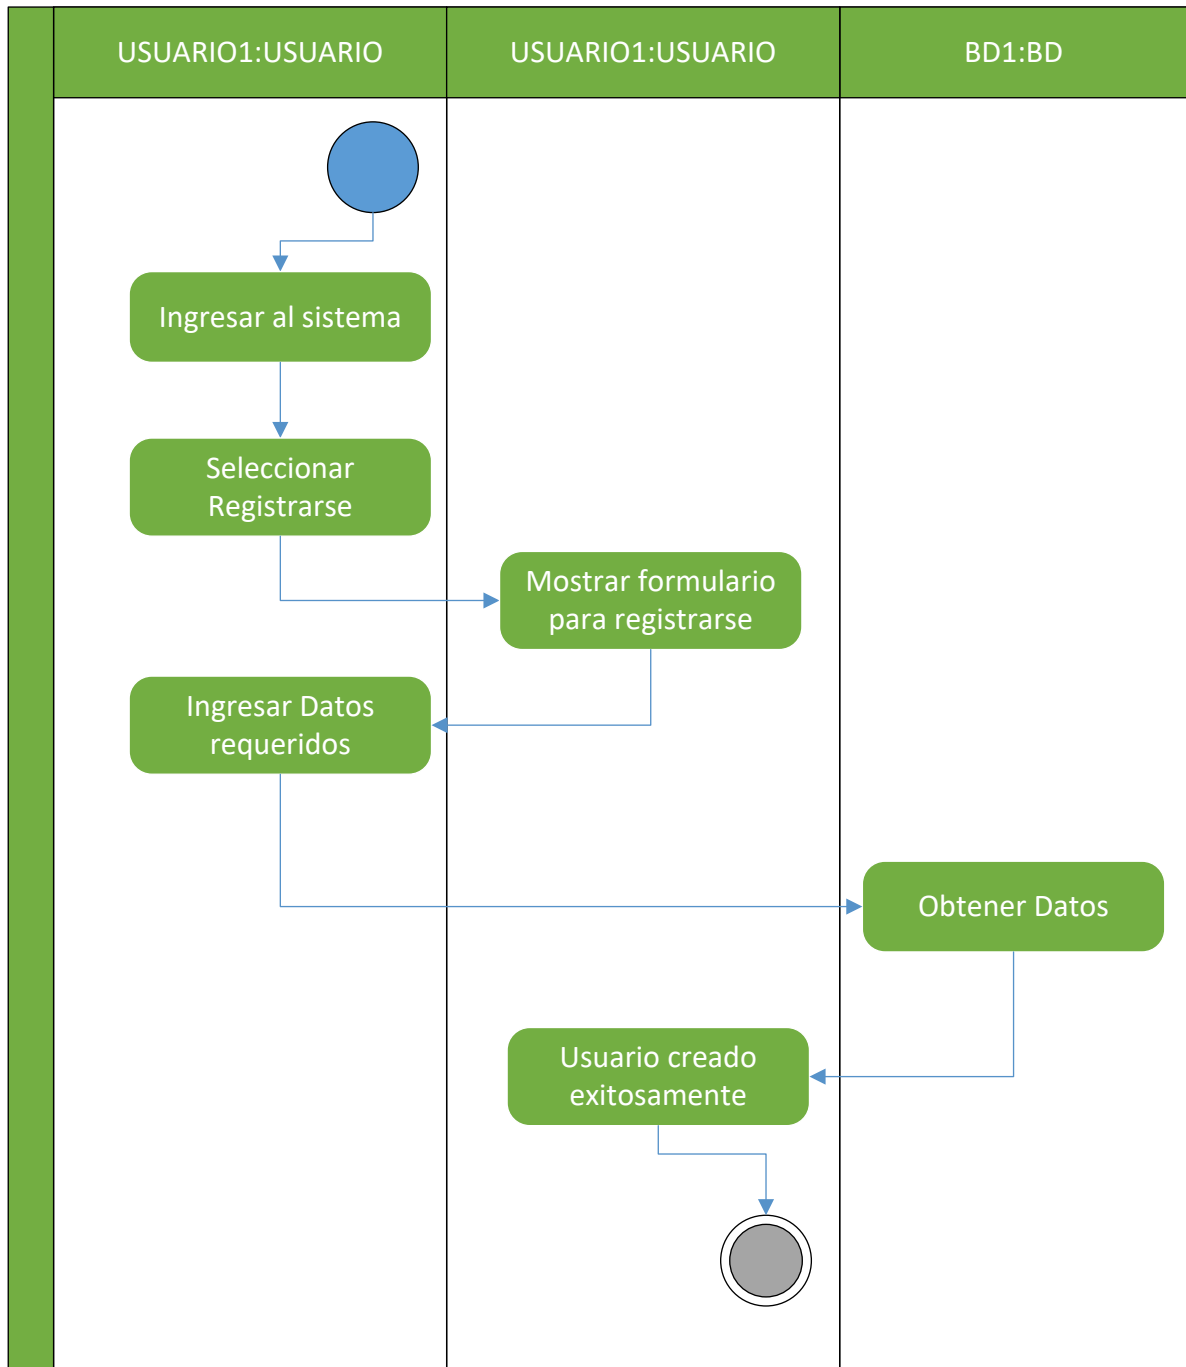 USUARIO1:USUARIO
USUARIO1:USUARIO
BD1:BD
Ingresar al sistema
Seleccionar
Registrarse
Mostrar formulario
para registrarse
Ingresar Datos
requeridos
Obtener Datos
Usuario creado
exitosamente